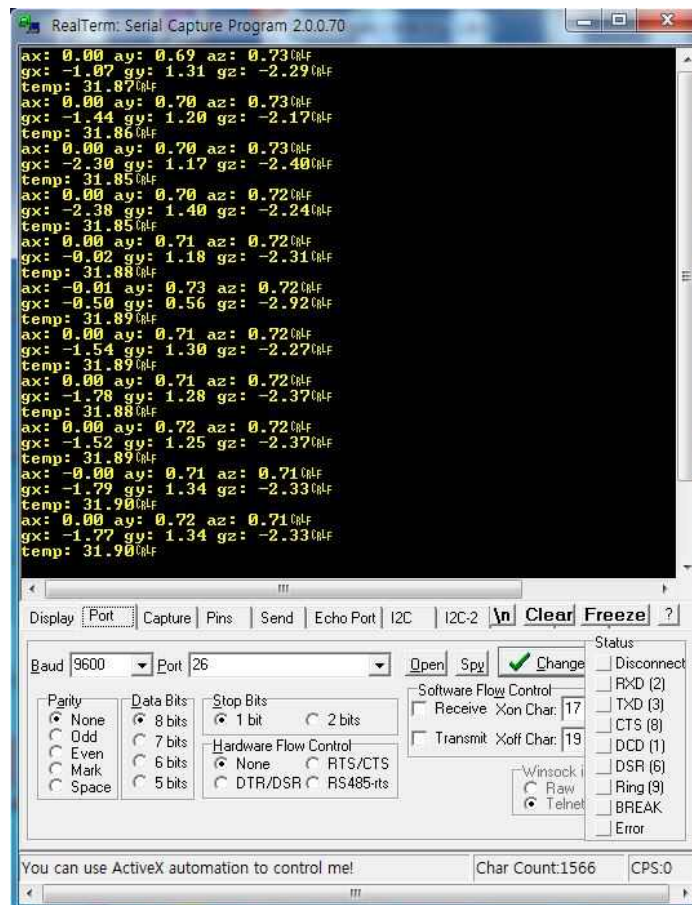 RealTerm: Serial Capture Program 2.0.0.70
ax: 0.00 ay: 0.69 az: 0.73CRLF
gx: -1.07 gy: 1.31 gz: -2.29CRLF
temp: 31.87CRLF
ax: 0.00 ay: 0.70 az: 0.73CRLF
gx: -1.44 gy: 1.20 gz: -2.17CRLF
temp: 31.86CRLF
ax: 0.00 ay: 0.70 az: 0.73CRLF
gx: -2.30 gy: 1.17 gz: -2.40CRLF
temp: 31.85CRLF
ax: 0.00 ay: 0.70 az: 0.72CRLF
gx: -2.38 gy: 1.40 gz: -2.24CRLF
temp: 31.85CRLF
ax: 0.00 ay: 0.71 az: 0.72CRLF
gx: -0.02 gy: 1.18 gz: -2.31CRLF
temp: 31.88CRLF
ax: -0.01 ay: 0.73 az: 0.72CRLF
gx: -0.50 gy: 0.56 gz: -2.92CRLF
temp: 31.89CRLF
ax: 0.00 ay: 0.71 az: 0.72CRLF
gx: -1.54 gy: 1.30 gz: -2.27CRLF
temp: 31.89CRLF
ax: 0.00 ay: 0.71 az: 0.72CRLF
gx: -1.78 gy: 1.28 gz: -2.37CRLF
temp: 31.88CRLF
ax: 0.00 ay: 0.72 az: 0.72CRLF
gx: -1.52 gy: 1.25 gz: -2.37CRLF
temp: 31.89CRLF
ax: -0.00 ay: 0.71 az: 0.71CRLF
gx: -1.79 gy: 1.34 gz: -2.33CRLF
temp: 31.90CRLF
ax: 0.00 ay: 0.72 az: 0.71CRLF
gx: -1.77 gy: 1.34 gz: -2.33CRLF
temp: 31.90CRLF
Display Port Capture Pins Send Echo Port I2C I2C-2 \n Clear Freeze ?
Baud 9600 Port 26 Open Spy Change
Parity
None
Odd
Even
Mark
Space
Data Bits
8 bits
7 bits
6 bits
5 bits
Stop Bits
1 bit 2 bits
Hardware Flow Control
None RTS/CTS
DTR/DSR RS485-rts
Software Flow Control
Receive Xon Char: 17
Transmit Xoff Char: 19
Winsock i
Raw
Telnet
Status
Disconnect
RXD (2)
TXD (3)
CTS (8)
DCD (1)
DSR (6)
Ring (9)
BREAK
Error
You can use ActiveX automation to control me! Char Count:1566 CPS:0